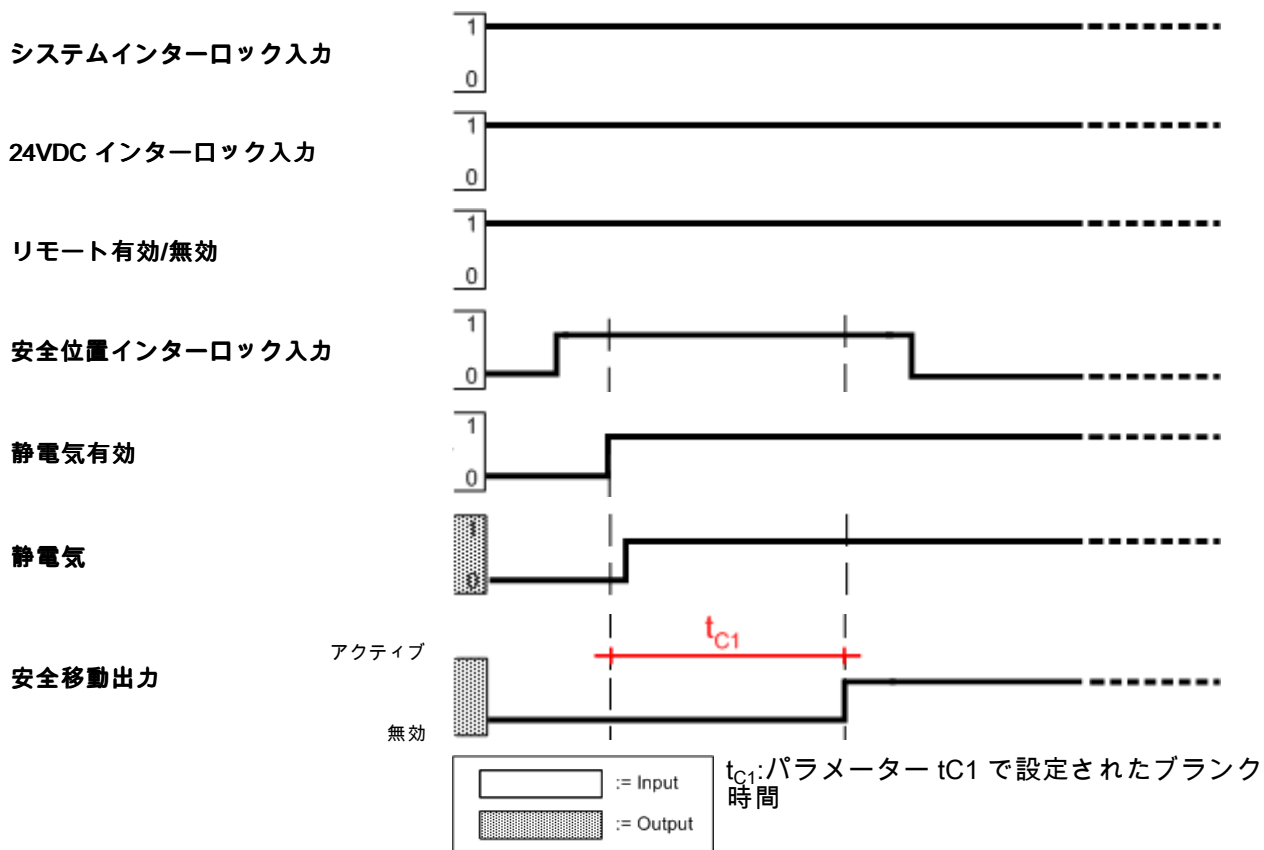 システムインターロック入力
1
0
24VDC インターロック入力
1
0
リモート有効/無効
1
0
安全位置インターロック入力
1
0
静電気有効
1
0
静電気
1
0
安全移動出力
アクティブ
無効
tC1
:= Input
:= Output
tC1:パラメーター tC1 で設定されたブランク
時間